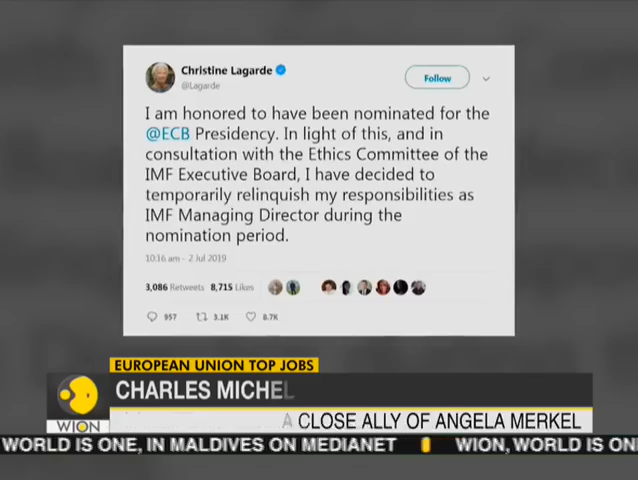 Christine Lagarde
@Lagarde
Follow
I am honored to have been nominated for the
@ECB Presidency. In light of this, and in
consultation with the Ethics Committee of the
IMF Executive Board, I have decided to
temporarily relinquish my responsibilities as
IMF Managing Director during the
nomination period.
10:16 am - 2 Jul 2019
3,086 Retweets 8,715 Likes
957 3.1K 8.7K
EUROPEAN UNION TOP JOBS
CHARLES MICHEL
A CLOSE ALLY OF ANGELA MERKEL
WION
WORLD IS ONE, IN MALDIVES ON MEDIANET WION, WORLD IS ON